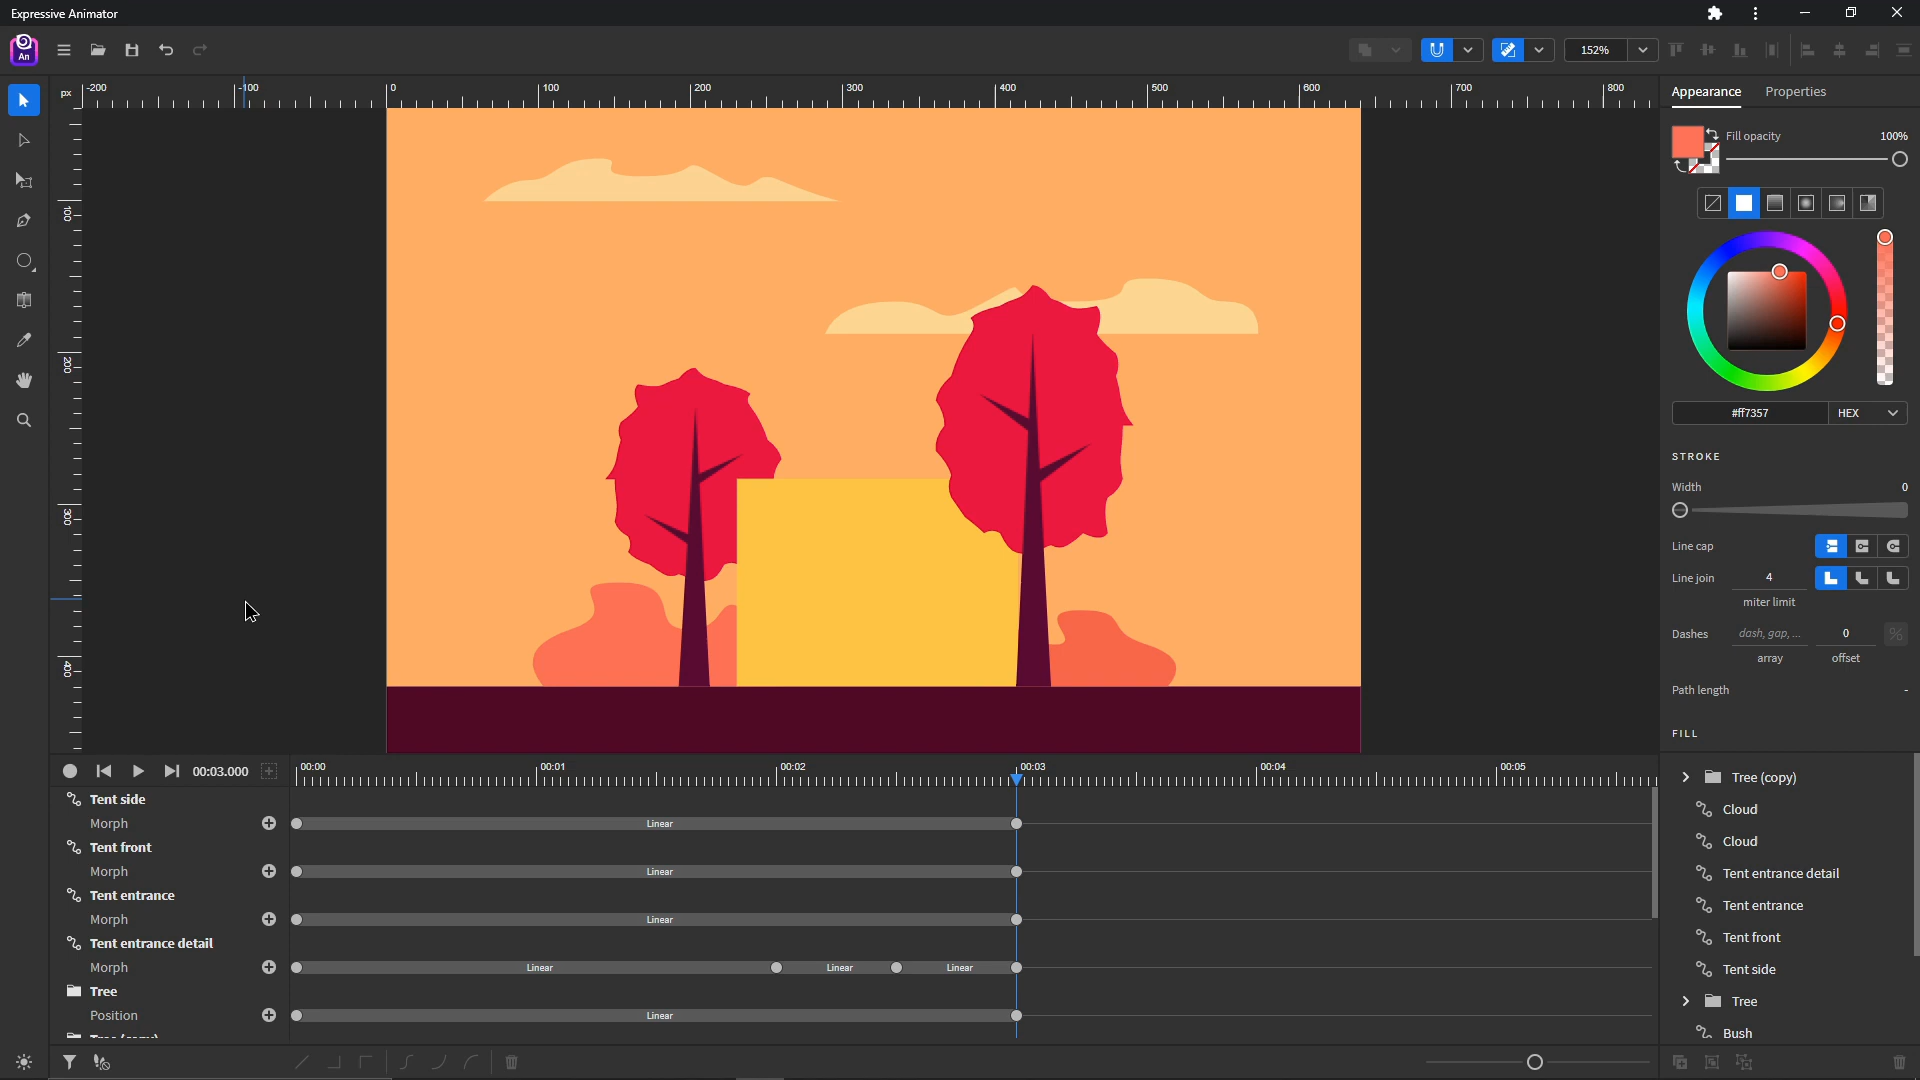 Expressive Animator
An
152%
px
-200
-100
0
100
200
300
400
500
600
700
800
100
200
300
400
Appearance
Properties
Fill opacity
100%
#ff7357
HEX
STROKE
Width
0
Line cap
Line join
4
miter limit
Dashes
dash, gap, ...
0
%
array
offset
Path length
-
FILL
00:03.000
00:00
00:01
00:02
00:03
00:04
00:05
Tent side
Morph
Linear
Tent front
Morph
Linear
Tent entrance
Morph
Linear
Tent entrance detail
Morph
Linear
Linear
Linear
Tree
Position
Linear
Tree (copy)
Cloud
Cloud
Tent entrance detail
Tent entrance
Tent front
Tent side
Tree
Bush